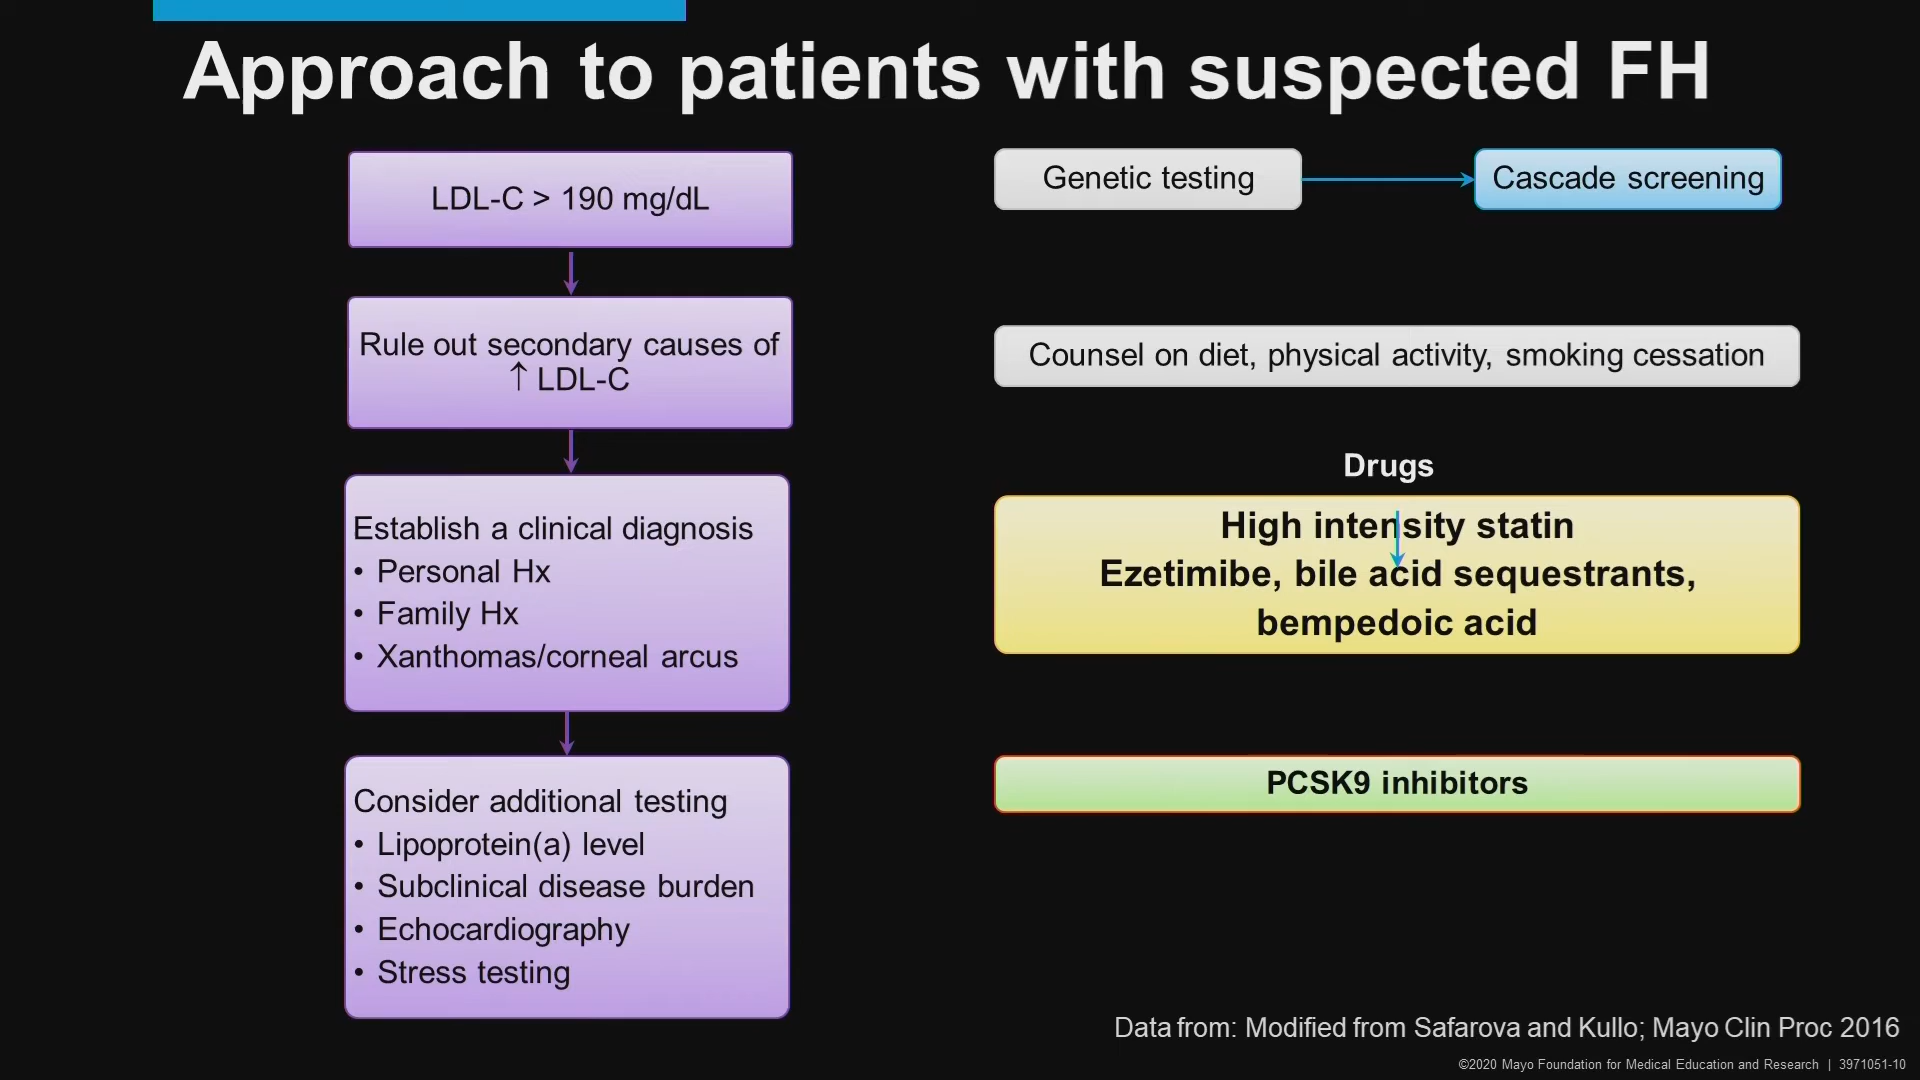 Approach to patients with suspected FH
LDL-C > 190 mg/dL
Rule out secondary causes of
↑ LDL-C
Establish a clinical diagnosis
• Personal Hx
• Family Hx
• Xanthomas/corneal arcus
Consider additional testing
• Lipoprotein(a) level
• Subclinical disease burden
• Echocardiography
• Stress testing
Genetic testing
Cascade screening
Counsel on diet, physical activity, smoking cessation
Drugs
High intensity statin
Ezetimibe, bile acid sequestrants,
bempedoic acid
PCSK9 inhibitors
Data from: Modified from Safarova and Kullo; Mayo Clin Proc 2016
©2020 Mayo Foundation for Medical Education and Research | 3971051-10